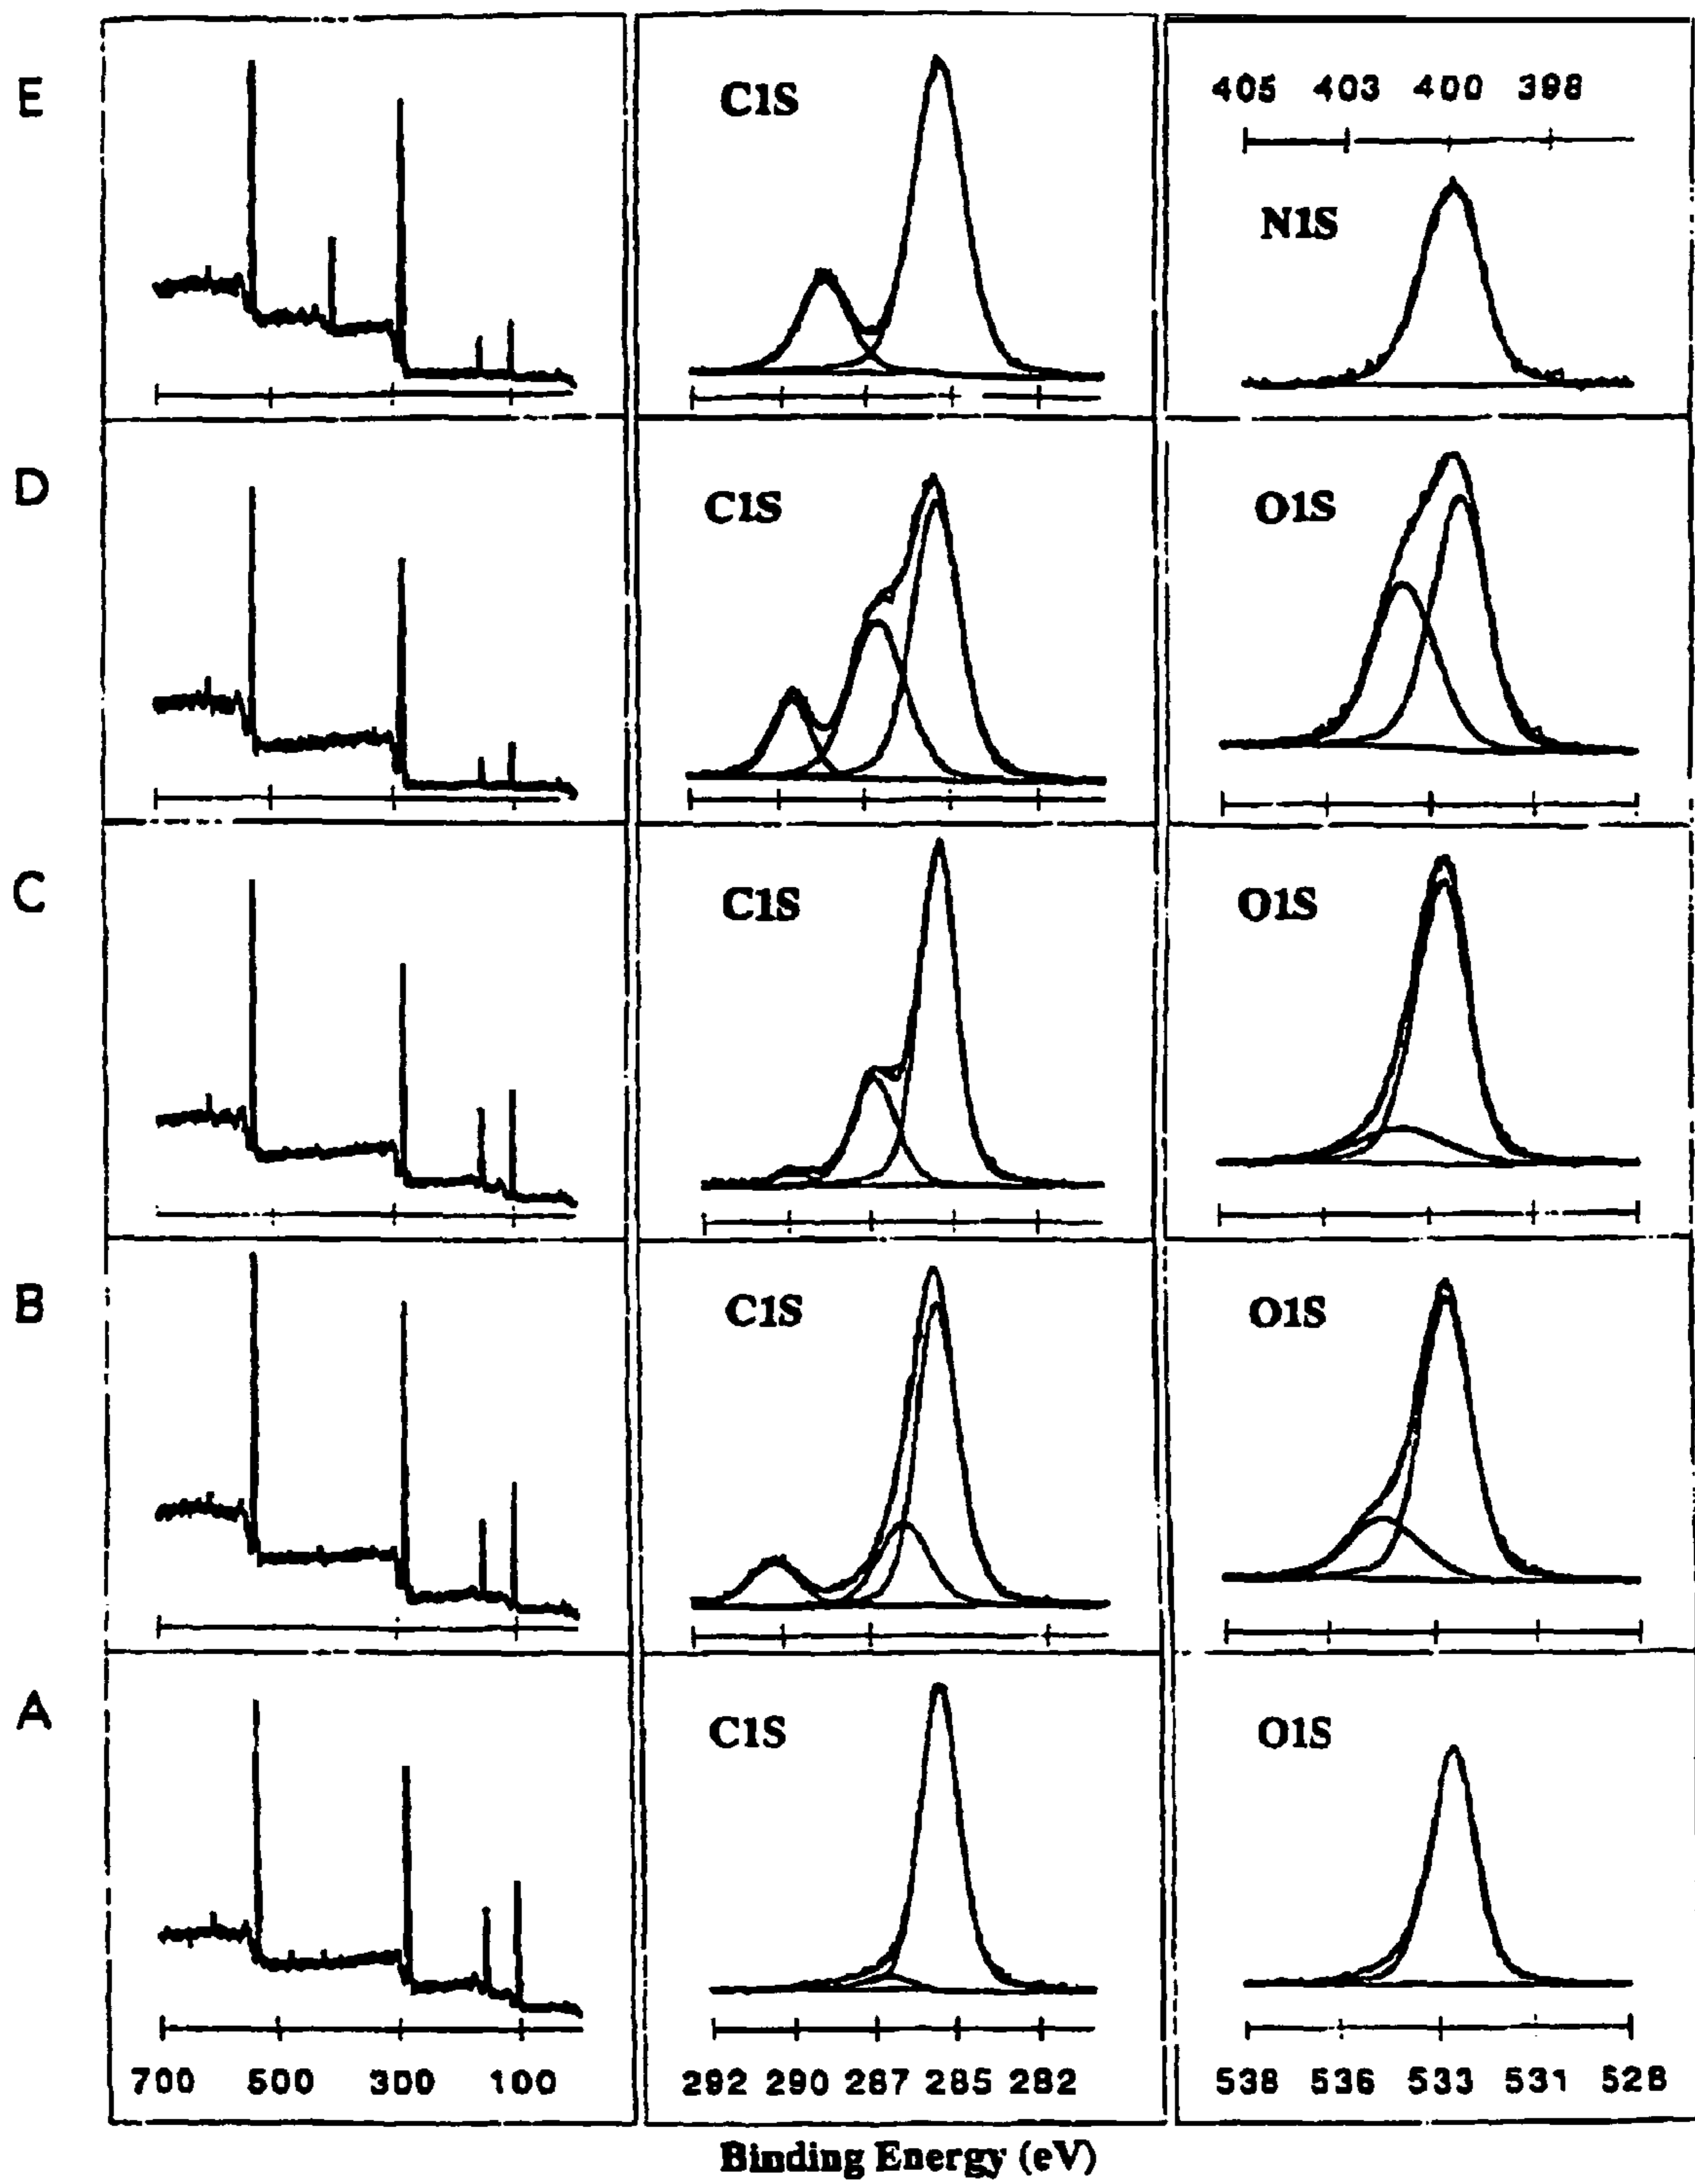 E
C1S
405 403 400 398
N1S
D
C1S
O1S
C
C1S
O1S
B
C1S
O1S
A
C1S
O1S
700 500 300 100
292 290 287 285 282
538 536 533 531 528
Binding Energy (eV)